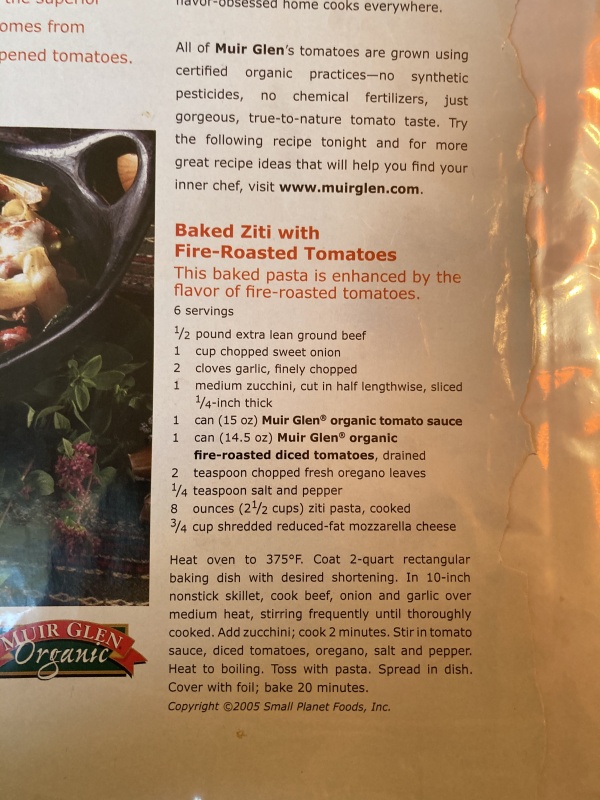 the superior
omes from
pened tomatoes.
flavor-obsessed home cooks everywhere.
All of Muir Glen's tomatoes are grown using
certified organic practices—no synthetic
pesticides, no chemical fertilizers, just
gorgeous, true-to-nature tomato taste. Try
the following recipe tonight and for more
great recipe ideas that will help you find your
inner chef, visit www.muirglen.com.
Baked Ziti with
Fire-Roasted Tomatoes
This baked pasta is enhanced by the
flavor of fire-roasted tomatoes.
6 servings
1/2 pound extra lean ground beef
1 cup chopped sweet onion
2 cloves garlic, finely chopped
1 medium zucchini, cut in half lengthwise, sliced
1/4-inch thick
1 can (15 oz) Muir Glen® organic tomato sauce
1 can (14.5 oz) Muir Glen® organic
fire-roasted diced tomatoes, drained
2 teaspoon chopped fresh oregano leaves
1/4 teaspoon salt and pepper
8 ounces (2 1/2 cups) ziti pasta, cooked
3/4 cup shredded reduced-fat mozzarella cheese
Heat oven to 375°F. Coat 2-quart rectangular
baking dish with desired shortening. In 10-inch
nonstick skillet, cook beef, onion and garlic over
medium heat, stirring frequently until thoroughly
cooked. Add zucchini; cook 2 minutes. Stir in tomato
sauce, diced tomatoes, oregano, salt and pepper.
Heat to boiling. Toss with pasta. Spread in dish.
Cover with foil; bake 20 minutes.
Copyright ©2005 Small Planet Foods, Inc.
MUIR GLEN
Organic